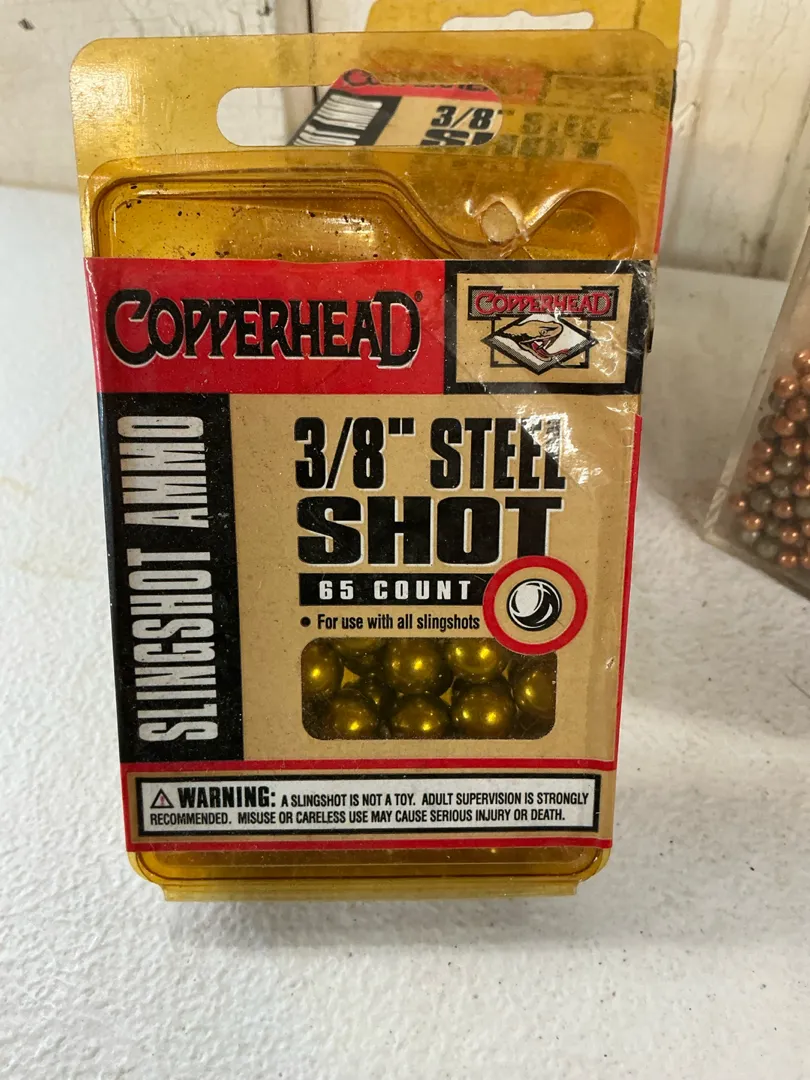 3/8" STEEL
COPPERHEAD®
COPPERHEAD
SLINGSHOT AMMO
3/8" STEEL
SHOT
65 COUNT
• For use with all slingshots
⚠ WARNING: A SLINGSHOT IS NOT A TOY. ADULT SUPERVISION IS STRONGLY
RECOMMENDED. MISUSE OR CARELESS USE MAY CAUSE SERIOUS INJURY OR DEATH.